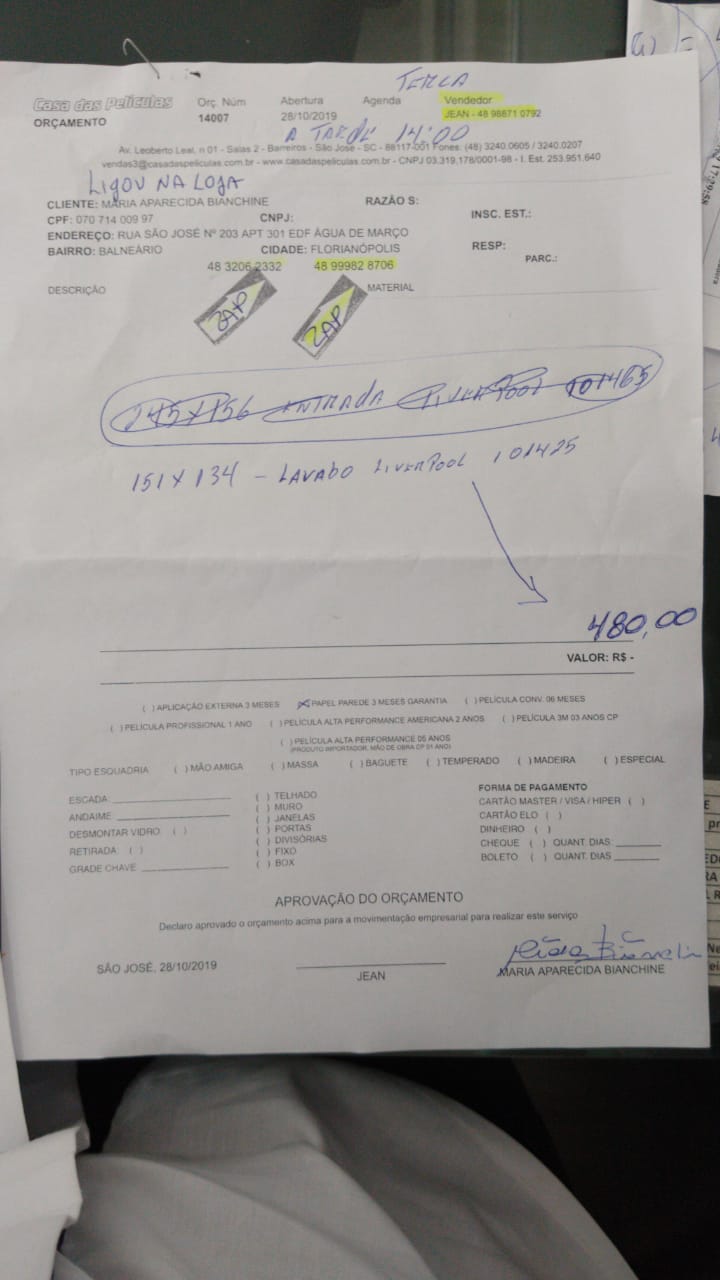 TERCA
Casa das Películas Orç. Núm Abertura Agenda Vendedor
ORÇAMENTO 14007 28/10/2019 JEAN - 48 98871 0792
A TARDE 14:00
Av. Leoberto Leal, n 01 - Salas 2 - Barreiros - São José - SC - 88117-001 Fones: (48) 3240.0605 / 3240.0207
vendas3@casadaspeliculas.com.br - www.casadaspeliculas.com.br - CNPJ 03.319.178/0001-98 - I. Est. 253.951.640
LIGOU NA LOJA
CLIENTE: MARIA APARECIDA BIANCHINE RAZÃO S:
CPF: 070 714 009 97 CNPJ: INSC. EST.:
ENDEREÇO: RUA SÃO JOSÉ Nº 203 APT 301 EDF ÁGUA DE MARÇO
BAIRRO: BALNEÁRIO CIDADE: FLORIANÓPOLIS RESP:
PARC.:
48 3206 2332 48 99982 8706
DESCRIÇÃO MATERIAL
ZAP ZAP
245X156 ENTRADA LIVERPOOL 101465
151X134 - LAVABO LIVERPOOL 101425
480,00
VALOR: R$ -
( ) APLICAÇÃO EXTERNA 3 MESES (X) PAPEL PAREDE 3 MESES GARANTIA ( ) PELÍCULA CONV. 06 MESES
( ) PELÍCULA PROFISSIONAL 1 ANO ( ) PELÍCULA ALTA PERFORMANCE AMERICANA 2 ANOS ( ) PELÍCULA 3M 03 ANOS CP
( ) PELÍCULA ALTA PERFORMANCE 05 ANOS
(PRODUTO IMPORTADOR, MÃO DE OBRA CP 01 ANO)
TIPO ESQUADRIA ( ) MÃO AMIGA ( ) MASSA ( ) BAGUETE ( ) TEMPERADO ( ) MADEIRA ( ) ESPECIAL
ESCADA: ( ) TELHADO
ANDAIME ( ) MURO
( ) JANELAS
DESMONTAR VIDRO: ( ) ( ) PORTAS
RETIRADA: ( ) ( ) DIVISÓRIAS
( ) FIXO
GRADE CHAVE ( ) BOX
FORMA DE PAGAMENTO
CARTÃO MASTER / VISA / HIPER ( )
CARTÃO ELO ( )
DINHEIRO ( )
CHEQUE ( ) QUANT. DIAS:
BOLETO ( ) QUANT. DIAS
APROVAÇÃO DO ORÇAMENTO
Declaro aprovado o orçamento acima para a movimentação empresarial para realizar este serviço
SÃO JOSÉ, 28/10/2019
JEAN
MARIA APARECIDA BIANCHINE